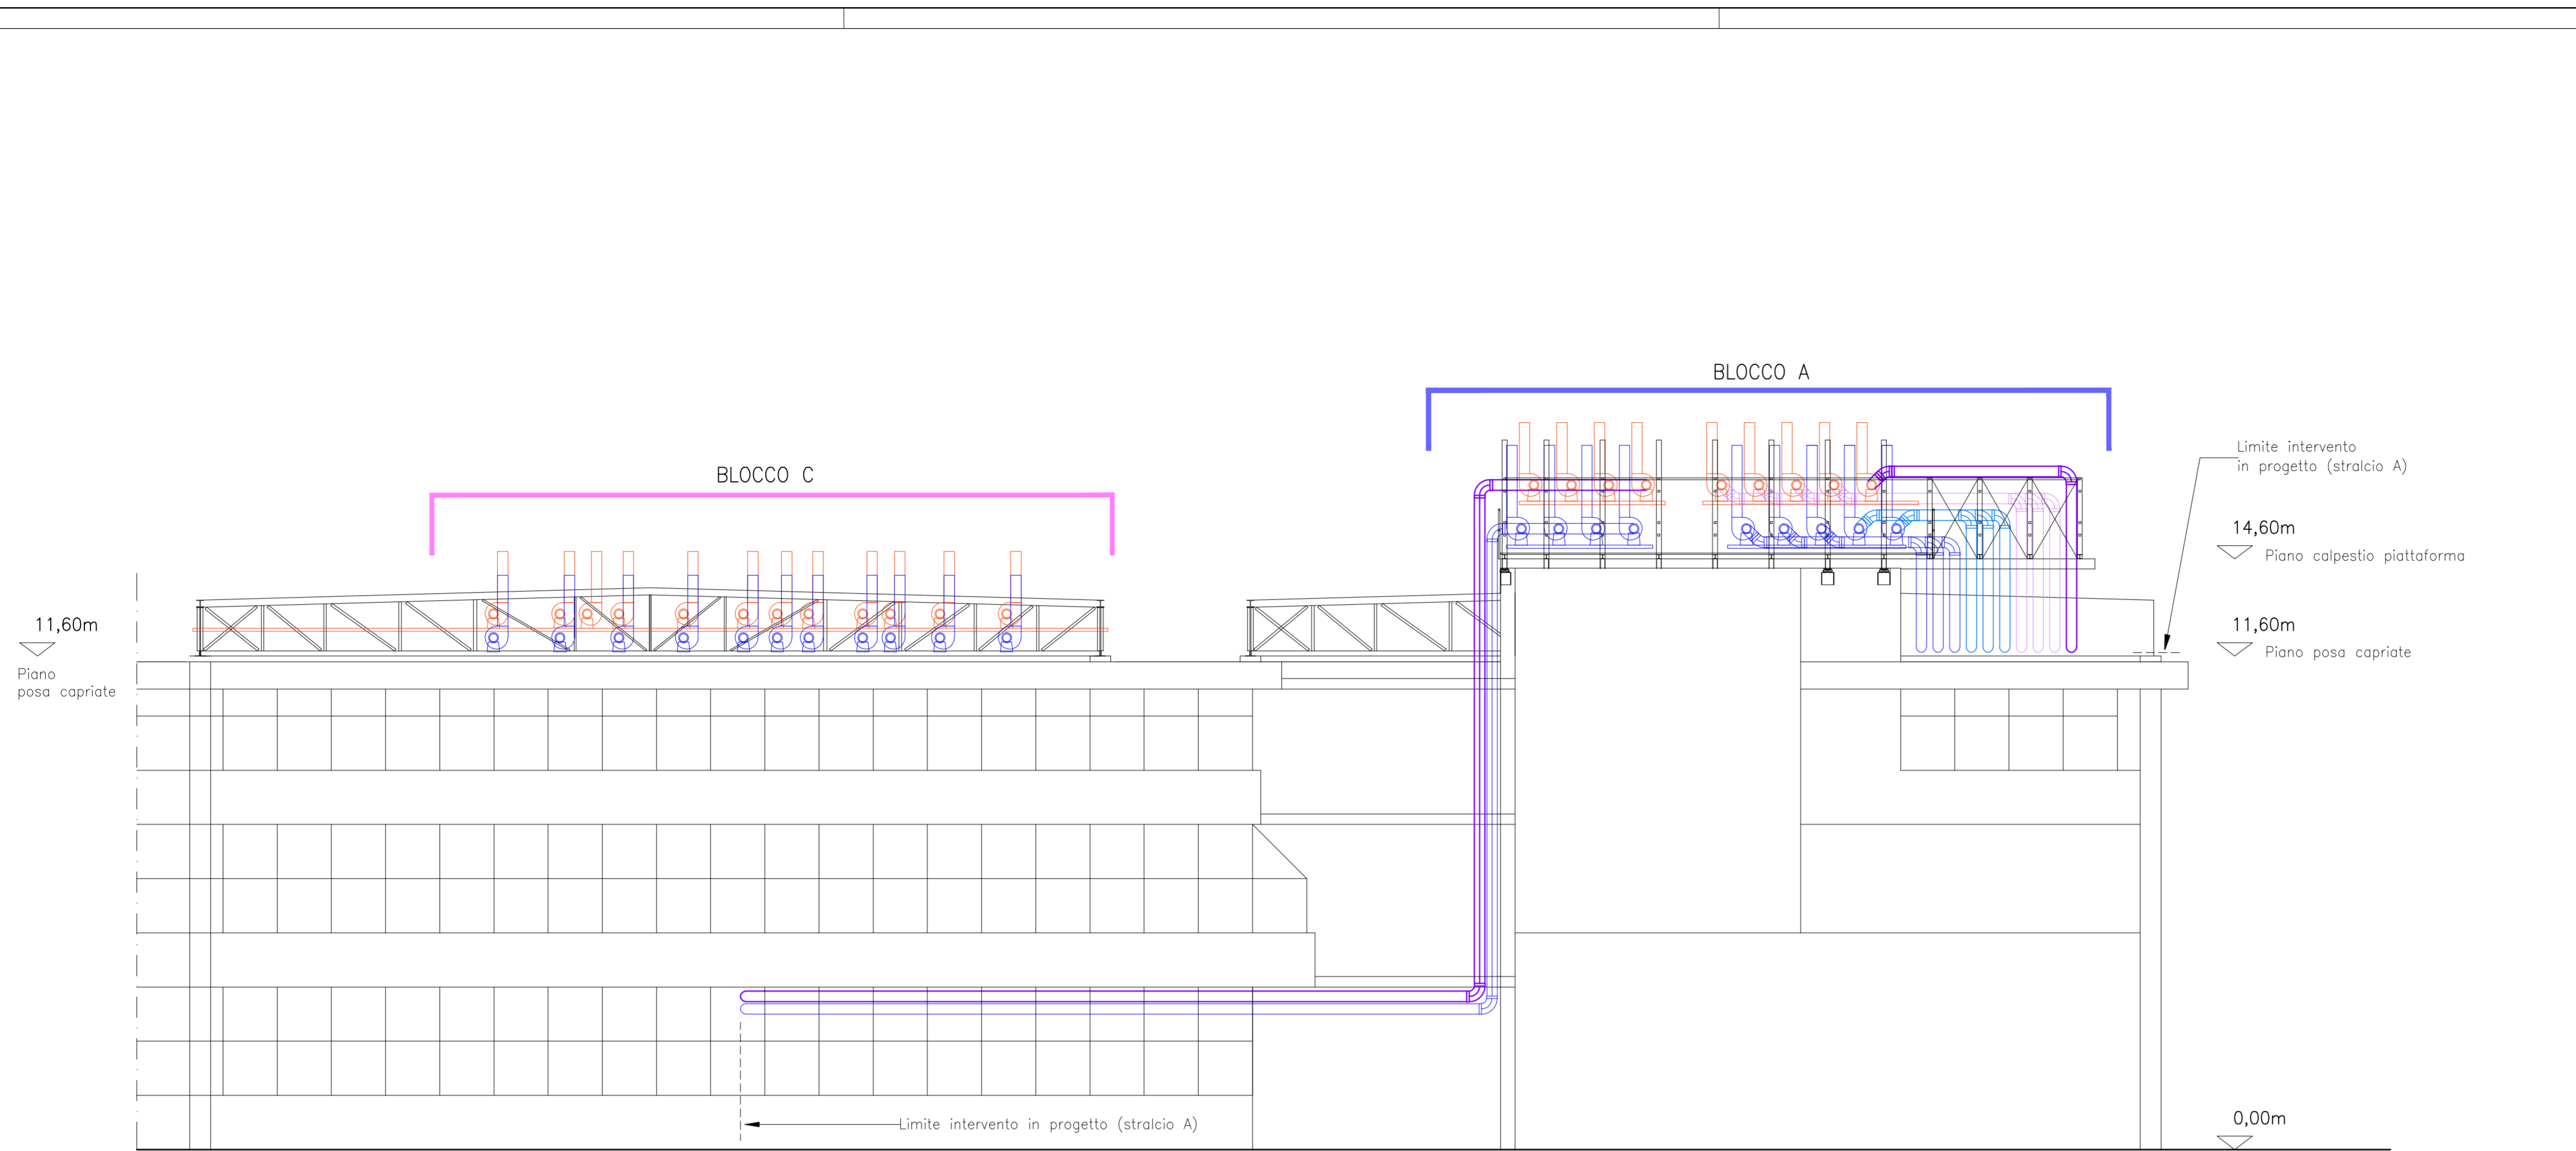 BLOCCO A
BLOCCO C
Limite intervento
in progetto (stralcio A)
14,60m
Piano calpestio piattaforma
11,60m
Piano
posa capriate
11,60m
Piano posa capriate
Limite intervento in progetto (stralcio A)
0,00m